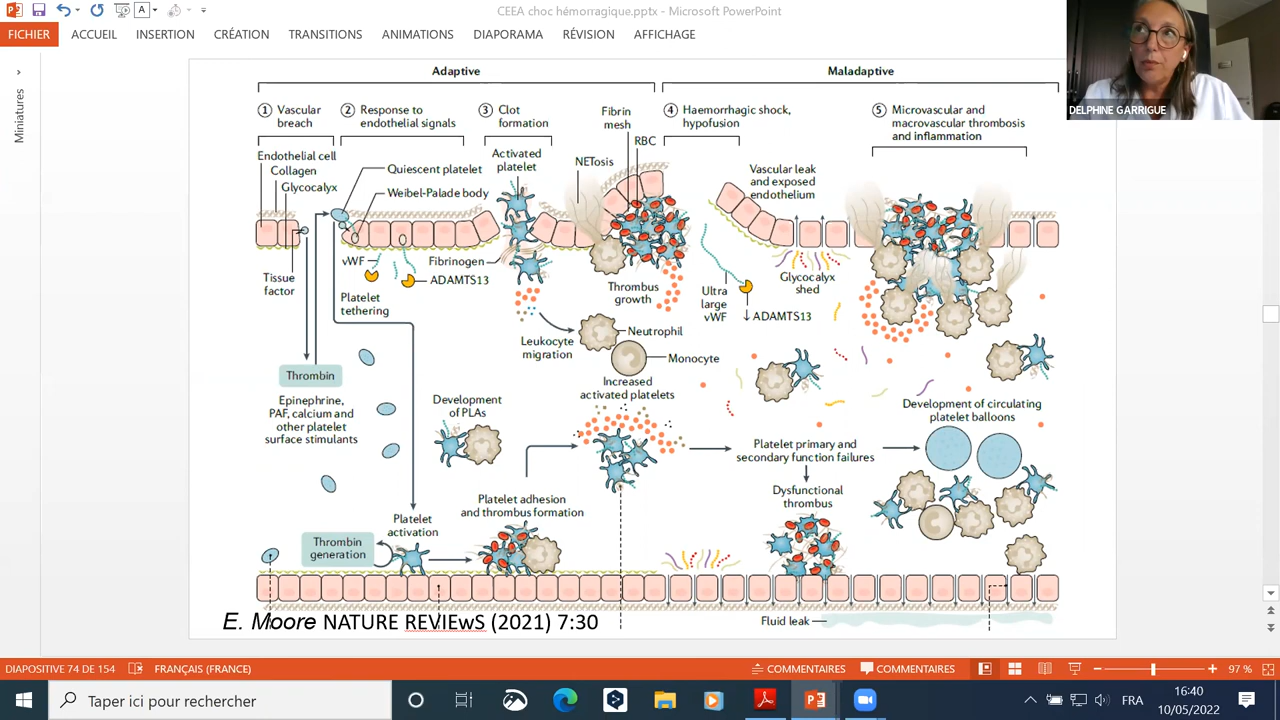 CEEA choc hémorragique.pptx - Microsoft PowerPoint
A
FICHIER
ACCUEIL
INSERTION
CRÉATION
TRANSITIONS
ANIMATIONS
DIAPORAMA
RÉVISION
AFFICHAGE
DELPHINE GARRIGUE
Miniatures
Adaptive
Maladaptive
1 Vascular
breach
2 Response to
endothelial signals
3 Clot
formation
Fibrin
mesh
4 Haemorrhagic shock,
hypofusion
5 Microvascular and
macrovascular thrombosis
and inflammation
RBC
Endothelial cell
Collagen
Glycocalyx
Quiescent platelet
Weibel-Palade body
Activated
platelet
NETosis
Vascular leak
and exposed
endothelium
Tissue
factor
vWF
ADAMTS13
Platelet
tethering
Fibrinogen
Thrombus
growth
Ultra
large
vWF
↓ ADAMTS13
Glycocalyx
shed
Leukocyte
migration
Neutrophil
Monocyte
Thrombin
Epinephrine,
PAF, calcium and
other platelet
surface stimulants
Development
of PLAs
Increased
activated platelets
Platelet primary and
secondary function failures
Development of circulating
platelet balloons
Platelet adhesion
and thrombus formation
Dysfunctional
thrombus
Platelet
activation
Thrombin
generation
Fluid leak
E. Moore NATURE REVIEwS (2021) 7:30
DIAPOSITIVE 74 DE 154
FRANÇAIS (FRANCE)
COMMENTAIRES
COMMENTAIRES
97 %
Taper ici pour rechercher
FRA
16:40
10/05/2022